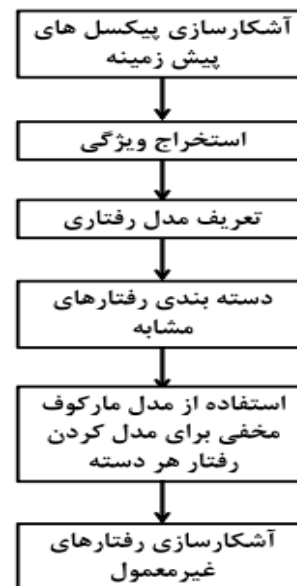 آشکارسازی پیکسل های
پیش زمینه
استخراج ویژگی
تعریف مدل رفتاری
دسته بندی رفتارهای
مشابه
استفاده از مدل مارکوف
مخفی برای مدل کردن
رفتار هر دسته
آشکارسازی رفتارهای
غیرمعمول